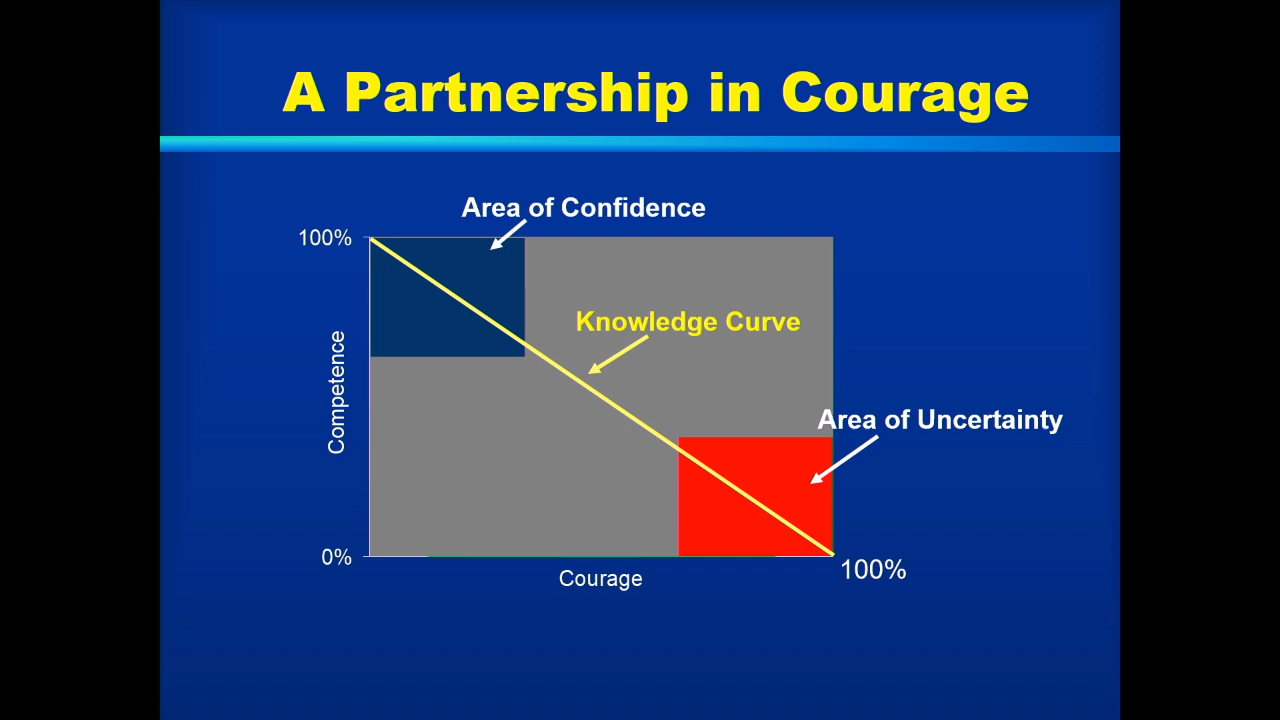 A Partnership in Courage
Area of Confidence
100%
Knowledge Curve
Competence
Area of Uncertainty
0%
100%
Courage